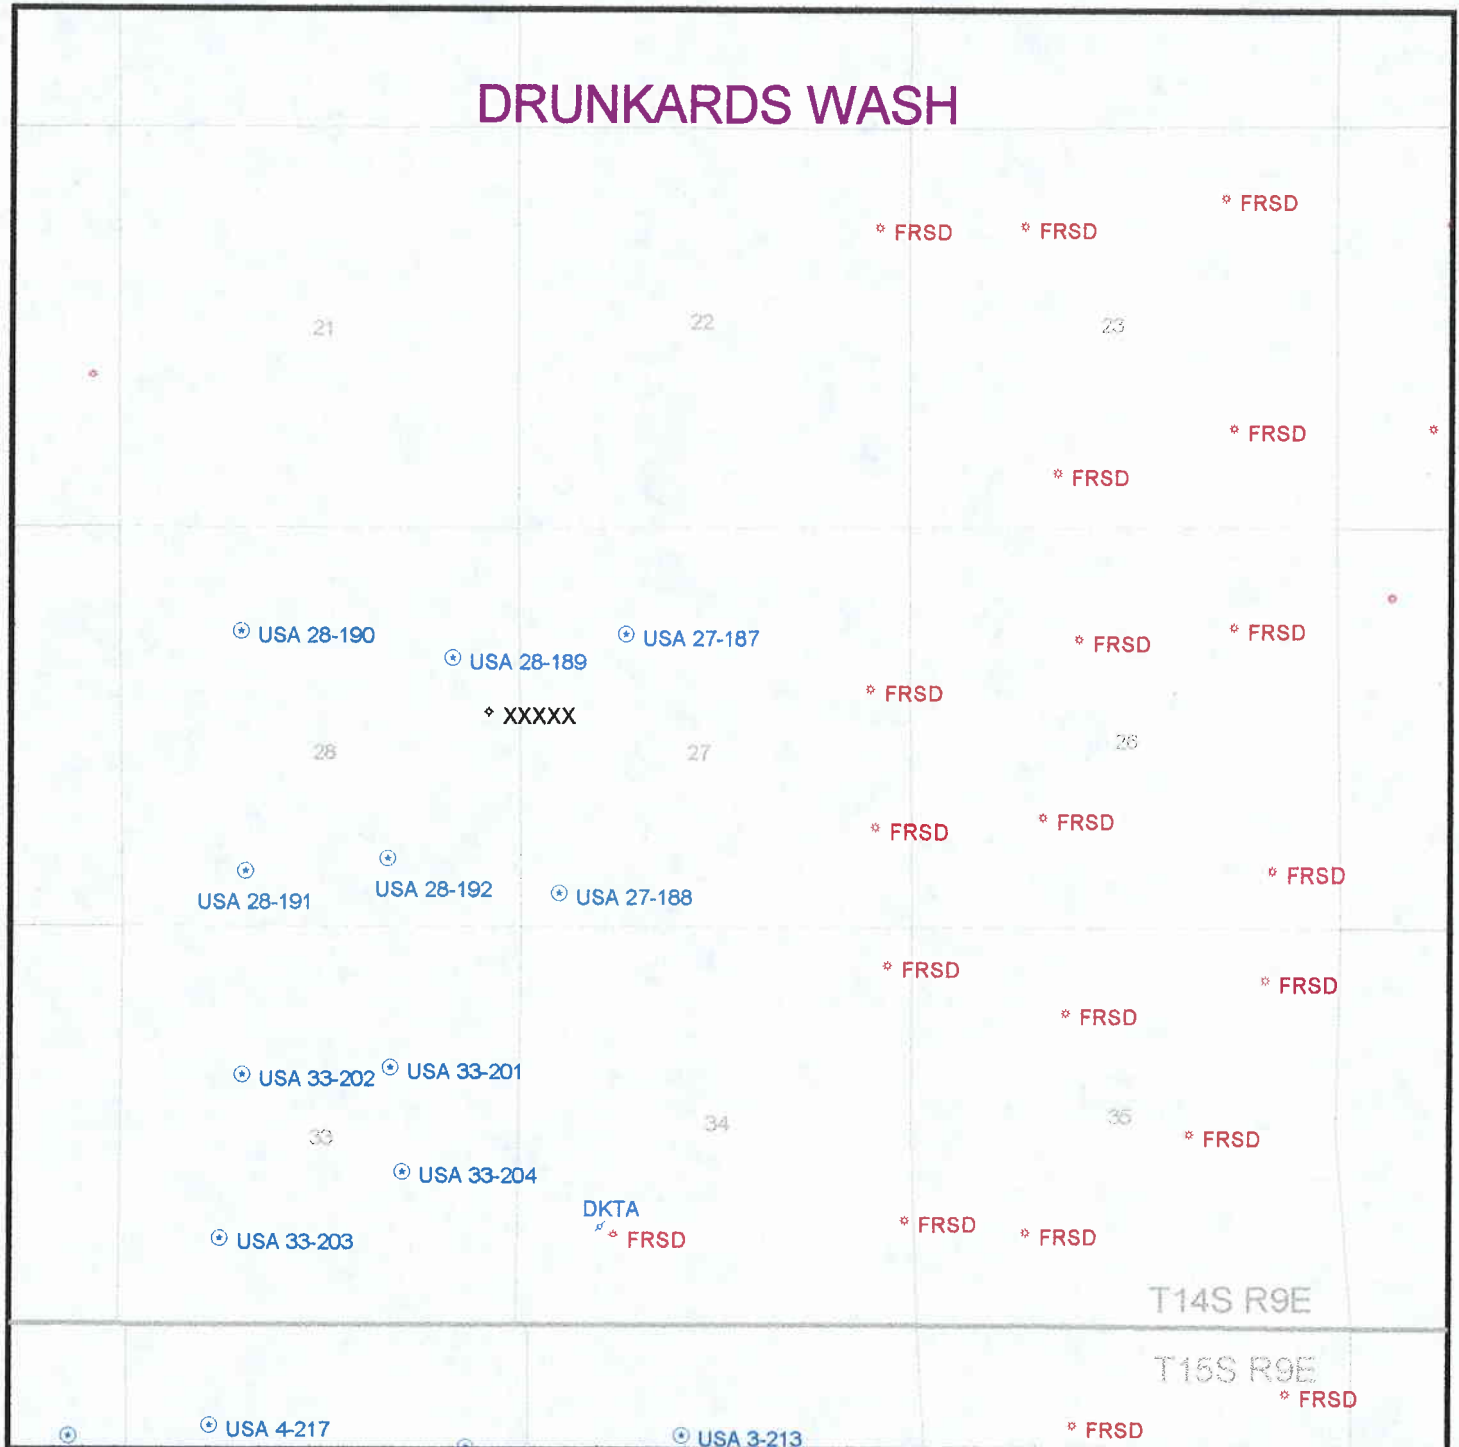 DRUNKARDS WASH
FRSD
FRSD FRSD
21 22 23
FRSD
FRSD
USA 28-190 USA 27-187 FRSD FRSD
USA 28-189
FRSD
XXXXX
28 27 26
FRSD FRSD
FRSD
USA 28-191 USA 28-192 USA 27-188
FRSD FRSD
FRSD
USA 33-202 USA 33-201
33 34 35
FRSD
USA 33-204
DKTA
USA 33-203 FRSD FRSD FRSD
T14S R9E
T15S R9E
FRSD
USA 4-217 USA 3-213 FRSD